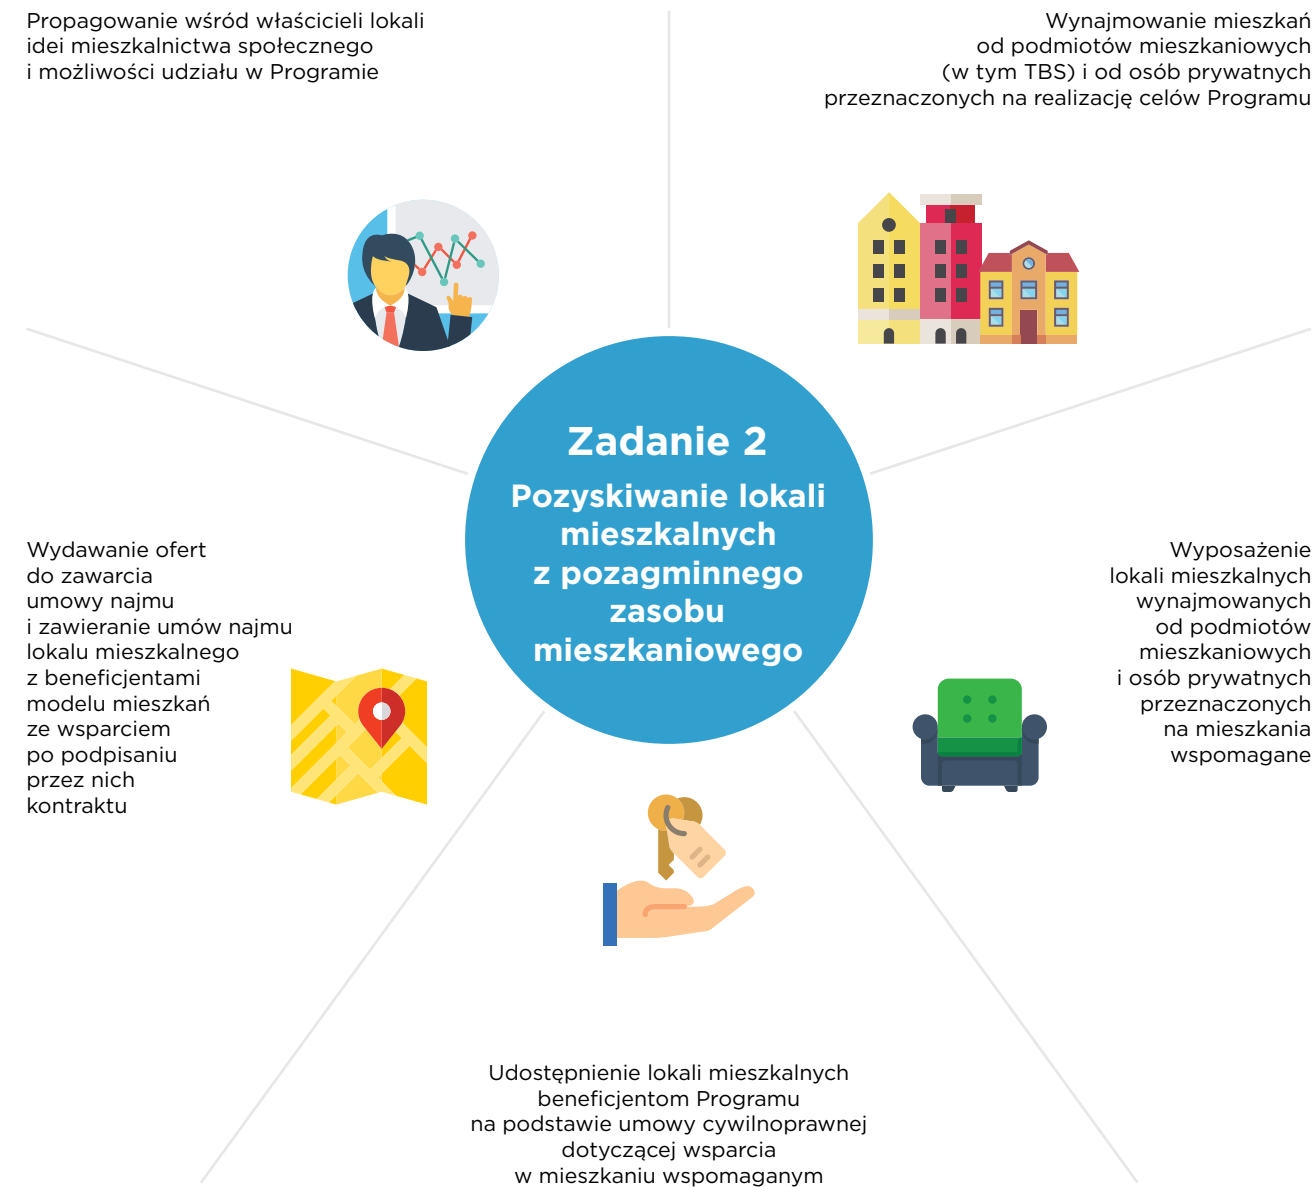 Propagowanie wśród właścicieli lokali
idei mieszkalnictwa społecznego
i możliwości udziału w Programie
Wynajmowanie mieszkań
od podmiotów mieszkaniowych
(w tym TBS) i od osób prywatnych
przeznaczonych na realizację celów Programu
Zadanie 2
Pozyskiwanie lokali
mieszkalnych
z pozagminnego
zasobu
mieszkaniowego
Wydawanie ofert
do zawarcia
umowy najmu
i zawieranie umów najmu
lokalu mieszkalnego
z beneficjentami
modelu mieszkań
ze wsparciem
po podpisaniu
przez nich
kontraktu
Wyposażenie
lokali mieszkalnych
wynajmowanych
od podmiotów
mieszkaniowych
i osób prywatnych
przeznaczonych
na mieszkania
wspomagane
Udostępnienie lokali mieszkalnych
beneficjentom Programu
na podstawie umowy cywilnoprawnej
dotyczącej wsparcia
w mieszkaniu wspomaganym